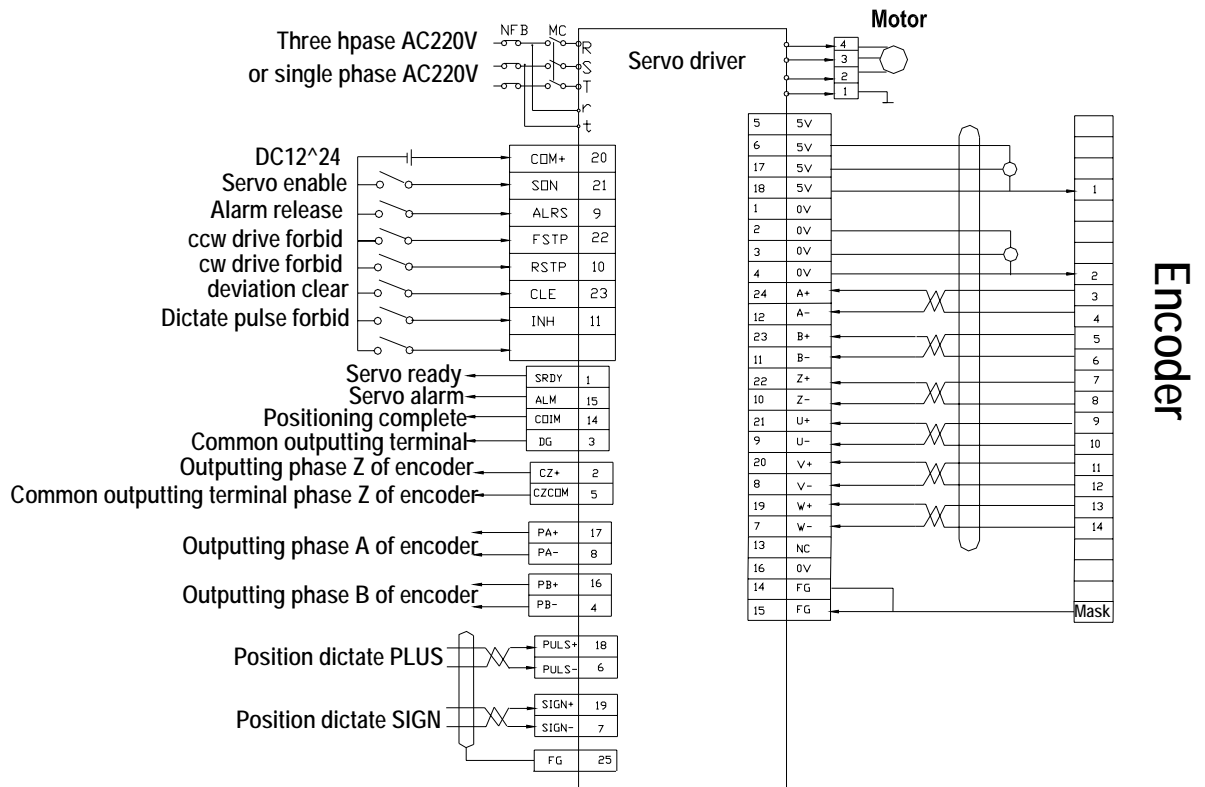 Motor
NFB MC
Three hpase AC220V
or single phase AC220V
R
S
T
r
t
Servo driver
4
3
2
1
DC12^24 COM+ 20
Servo enable SON 21
Alarm release ALRS 9
ccw drive forbid FSTP 22
cw drive forbid RSTP 10
deviation clear CLE 23
Dictate pulse forbid INH 11
Servo ready SRDY 1
Servo alarm ALM 15
Positioning complete COIM 14
Common outputting terminal DG 3
Outputting phase Z of encoder CZ+ 2
Common outputting terminal phase Z of encoder CZCOM 5
Outputting phase A of encoder
PA+ 17
PA- 8
Outputting phase B of encoder
PB+ 16
PB- 4
Position dictate PLUS
PULS+ 18
PULS- 6
Position dictate SIGN
SIGN+ 19
SIGN- 7
FG 25
5 5V
6 5V
17 5V
18 5V 1
1 0V
2 0V
3 0V
4 0V 2
24 A+ 3
12 A- 4
23 B+ 5
11 B- 6
22 Z+ 7
10 Z- 8
21 U+ 9
9 U- 10
20 V+ 11
8 V- 12
19 W+ 13
7 W- 14
13 NC
16 0V
14 FG
15 FG Mask
Encoder